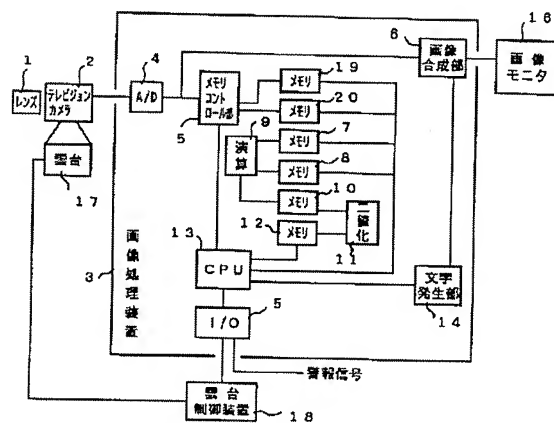 1
レンズ
2
テレビジョン
カメラ
雲台
17
4
A/D
メモリ
コント
ロール部
5
メモリ
19
メモリ
20
9
演算
メモリ
7
メモリ
8
メモリ
10
メモリ
12
二値化
11
6
画像
合成部
16
画像
モニタ
13
CPU
画像処理装置
3
I/O
5
文字
発生部
14
警報信号
雲台
制御装置
18